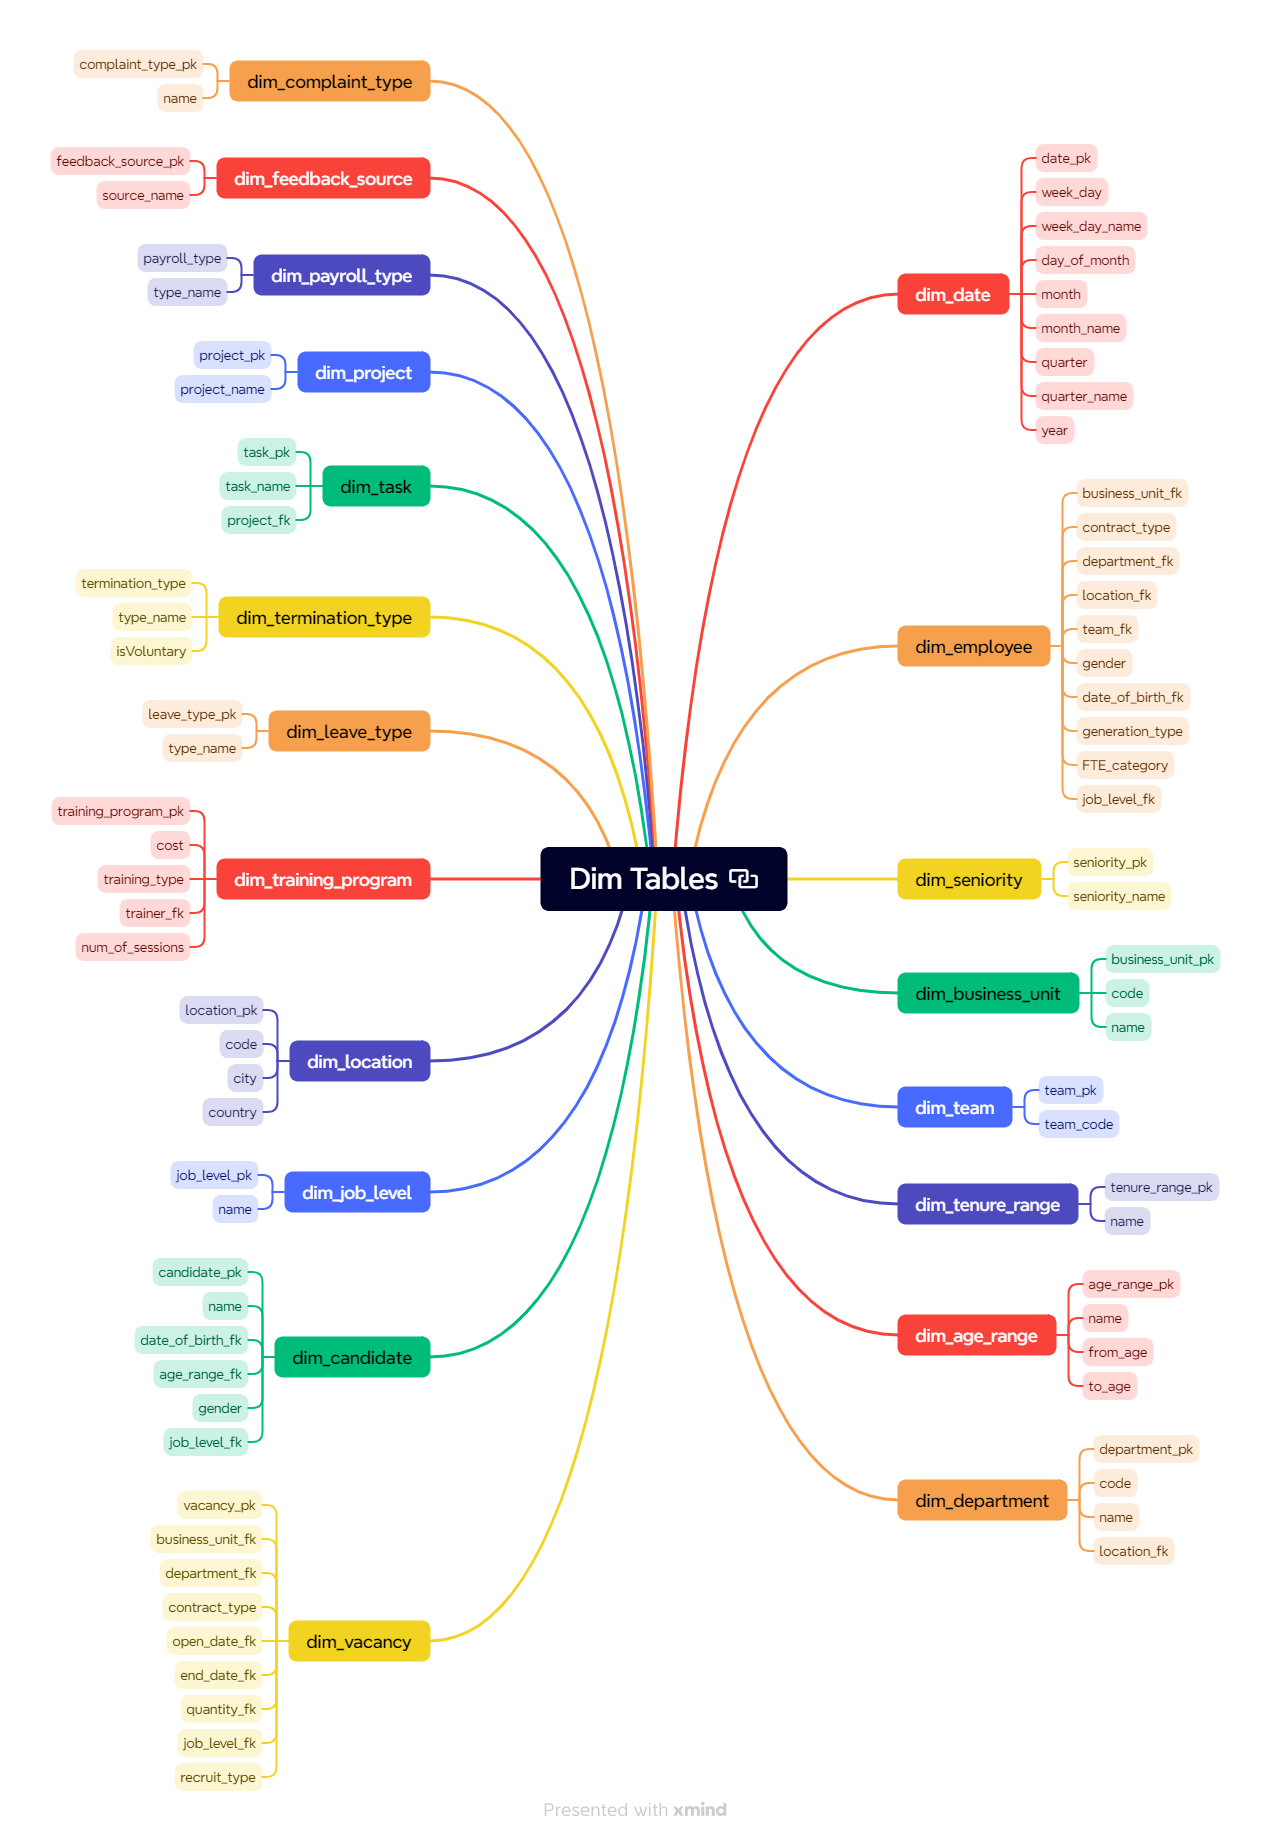 Dim Tables
dim_date
date_pk
week_day
week_day_name
day_of_month
month
month_name
quarter
quarter_name
year
dim_employee
business_unit_fk
contract_type
department_fk
location_fk
team_fk
gender
date_of_birth_fk
generation_type
FTE_category
job_level_fk
dim_seniority
seniority_pk
seniority_name
dim_business_unit
business_unit_pk
code
name
dim_team
team_pk
team_code
dim_tenure_range
tenure_range_pk
name
dim_age_range
age_range_pk
name
from_age
to_age
dim_department
department_pk
code
name
location_fk
dim_complaint_type
complaint_type_pk
name
dim_feedback_source
feedback_source_pk
source_name
dim_payroll_type
payroll_type
type_name
dim_project
project_pk
project_name
dim_task
task_pk
task_name
project_fk
dim_termination_type
termination_type
type_name
isVoluntary
dim_leave_type
leave_type_pk
type_name
dim_training_program
training_program_pk
cost
training_type
trainer_fk
num_of_sessions
dim_location
location_pk
code
city
country
dim_job_level
job_level_pk
name
dim_candidate
candidate_pk
name
date_of_birth_fk
age_range_fk
gender
job_level_fk
dim_vacancy
vacancy_pk
business_unit_fk
department_fk
contract_type
open_date_fk
end_date_fk
quantity_fk
job_level_fk
recruit_type
Presented with xmind